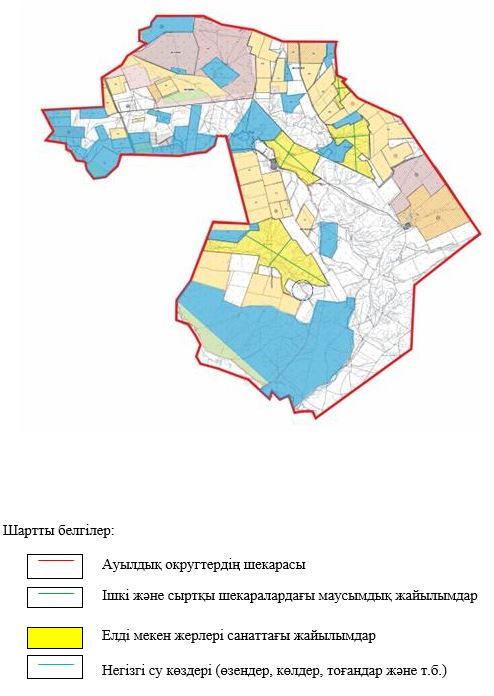 Шартты белгілер:
Ауылдық округтердің шекарасы
Ішкі және сыртқы шекаралардағы маусымдық жайылымдар
Елді мекен жерлері санаттағы жайылымдар
Негізгі су көздері (өзендер, көлдер, тоғандар және т.б.)